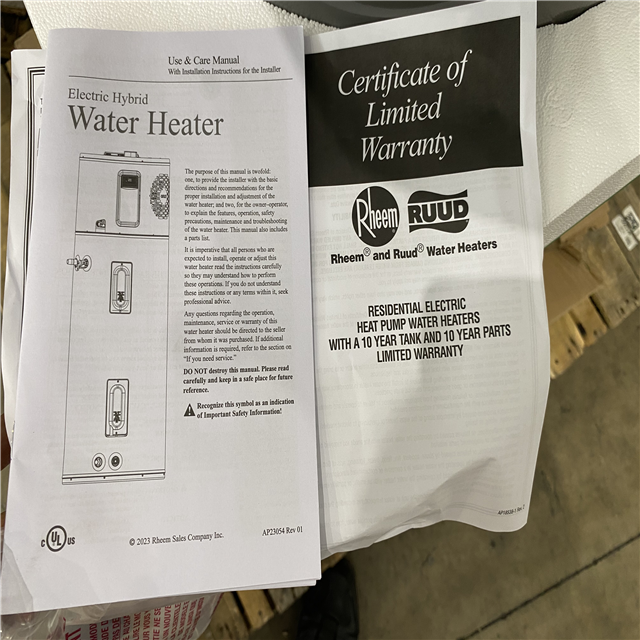 Use & Care Manual
With Installation Instructions for the Installer
Electric Hybrid
Water Heater
The purpose of this manual is twofold:
one, to provide the installer with the basic
directions and recommendations for the
proper installation and adjustment of the
water heater; and two, for the owner-operator,
to explain the features, operation, safety
precautions, maintenance and troubleshooting
of the water heater. This manual also includes
a parts list.
It is imperative that all persons who are
expected to install, operate or adjust this
water heater read the instructions carefully
so they may understand how to perform
these operations. If you do not understand
these instructions or any terms within it, seek
professional advice.
Any questions regarding the operation,
maintenance, service or warranty of this
water heater should be directed to the seller
from whom it was purchased. If additional
information is required, refer to the section on
"If you need service."
DO NOT destroy this manual. Please read
carefully and keep in a safe place for future
reference.
Recognize this symbol as an indication
of Important Safety Information!
C UL US
© 2023 Rheem Sales Company Inc.
AP23054 Rev 01
Certificate of
Limited
Warranty
Rheem RUUD
Rheem® and Ruud® Water Heaters
RESIDENTIAL ELECTRIC
HEAT PUMP WATER HEATERS
WITH A 10 YEAR TANK AND 10 YEAR PARTS
LIMITED WARRANTY